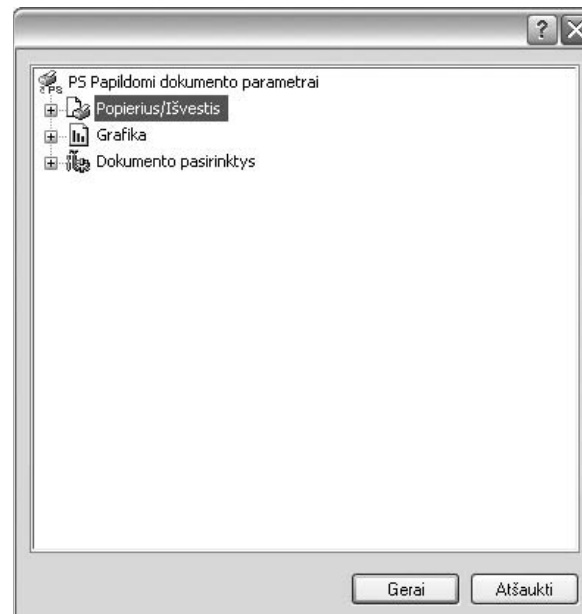 PS Papildomi dokumento parametrai
Popierius/Išvestis
Grafika
Dokumento pasirinktys
Gerai
Atšaukti